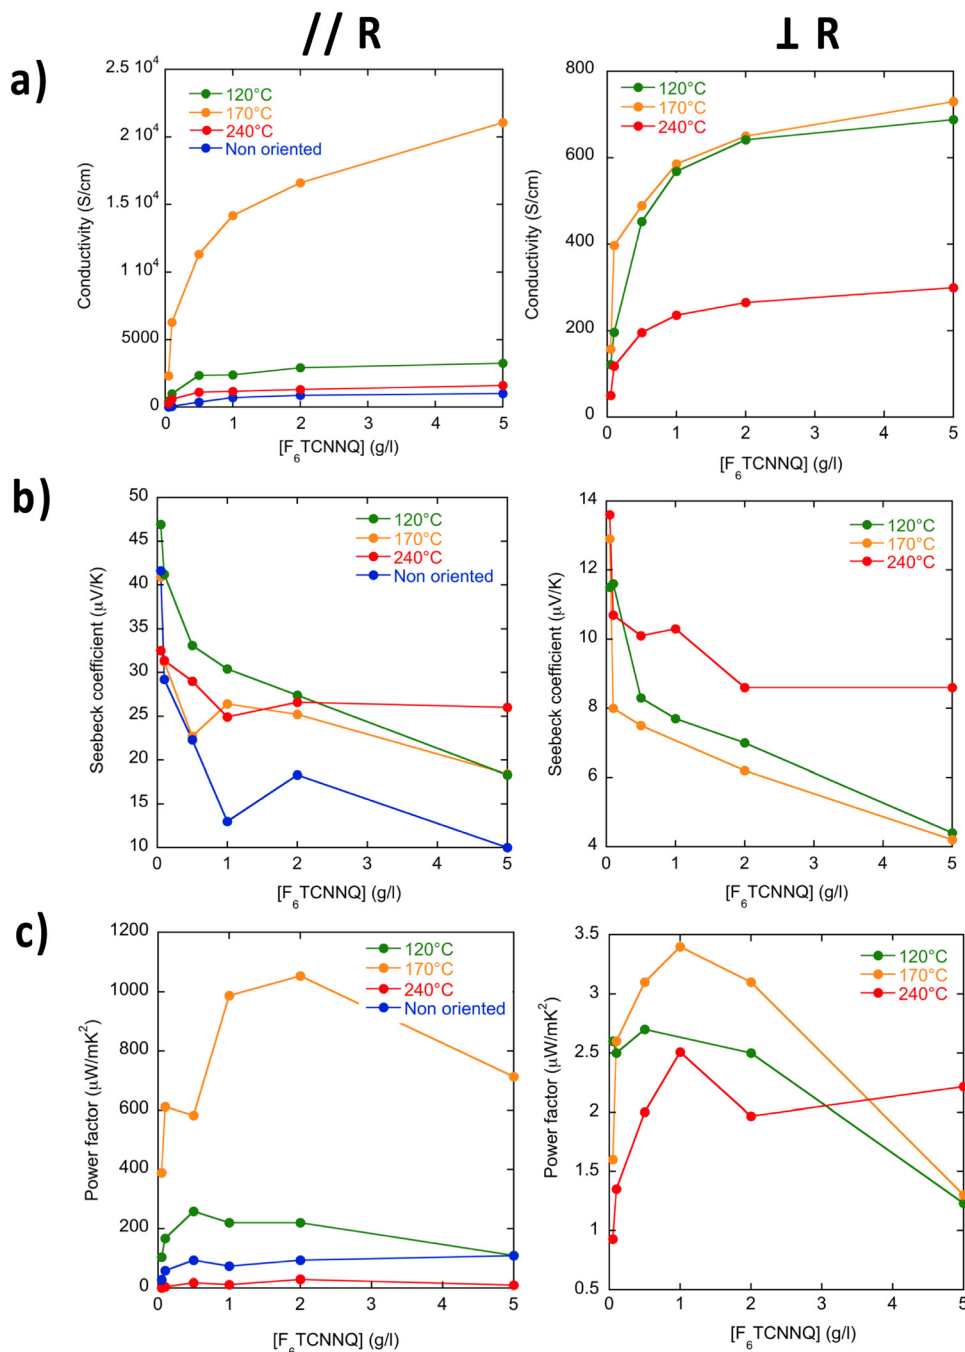 // R
⊥ R
a)
2.5 10⁴
2 10⁴
1.5 10⁴
1 10⁴
5000
0
Conductivity (S/cm)
120°C
170°C
240°C
Non oriented
0 1 2 3 4 5
[F₆TCNNQ] (g/l)
800
600
400
200
0
Conductivity (S/cm)
120°C
170°C
240°C
0 1 2 3 4 5
[F₆TCNNQ] (g/l)
b)
50
45
40
35
30
25
20
15
10
Seebeck coefficient (μV/K)
120°C
170°C
240°C
Non oriented
0 1 2 3 4 5
[F₆TCNNQ] (g/l)
14
12
10
8
6
4
Seebeck coefficient (μV/K)
120°C
170°C
240°C
0 1 2 3 4 5
[F₆TCNNQ] (g/l)
c)
1200
1000
800
600
400
200
0
Power factor (μW/mK²)
120°C
170°C
240°C
Non oriented
0 1 2 3 4 5
[F₆TCNNQ] (g/l)
3.5
3
2.5
2
1.5
1
0.5
Power factor (μW/mK²)
120°C
170°C
240°C
0 1 2 3 4 5
[F₆TCNNQ] (g/l)